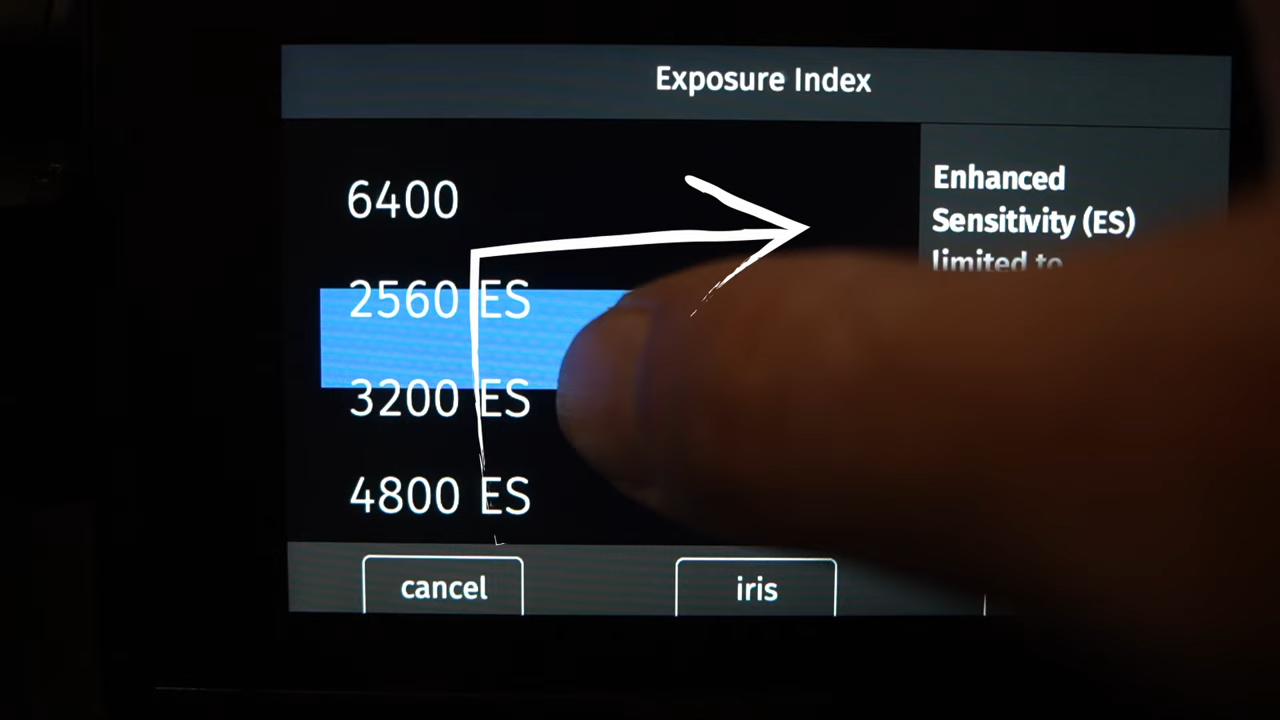 Exposure Index
6400
2560 ES
3200 ES
4800 ES
Enhanced
Sensitivity (ES)
limited to
cancel
iris